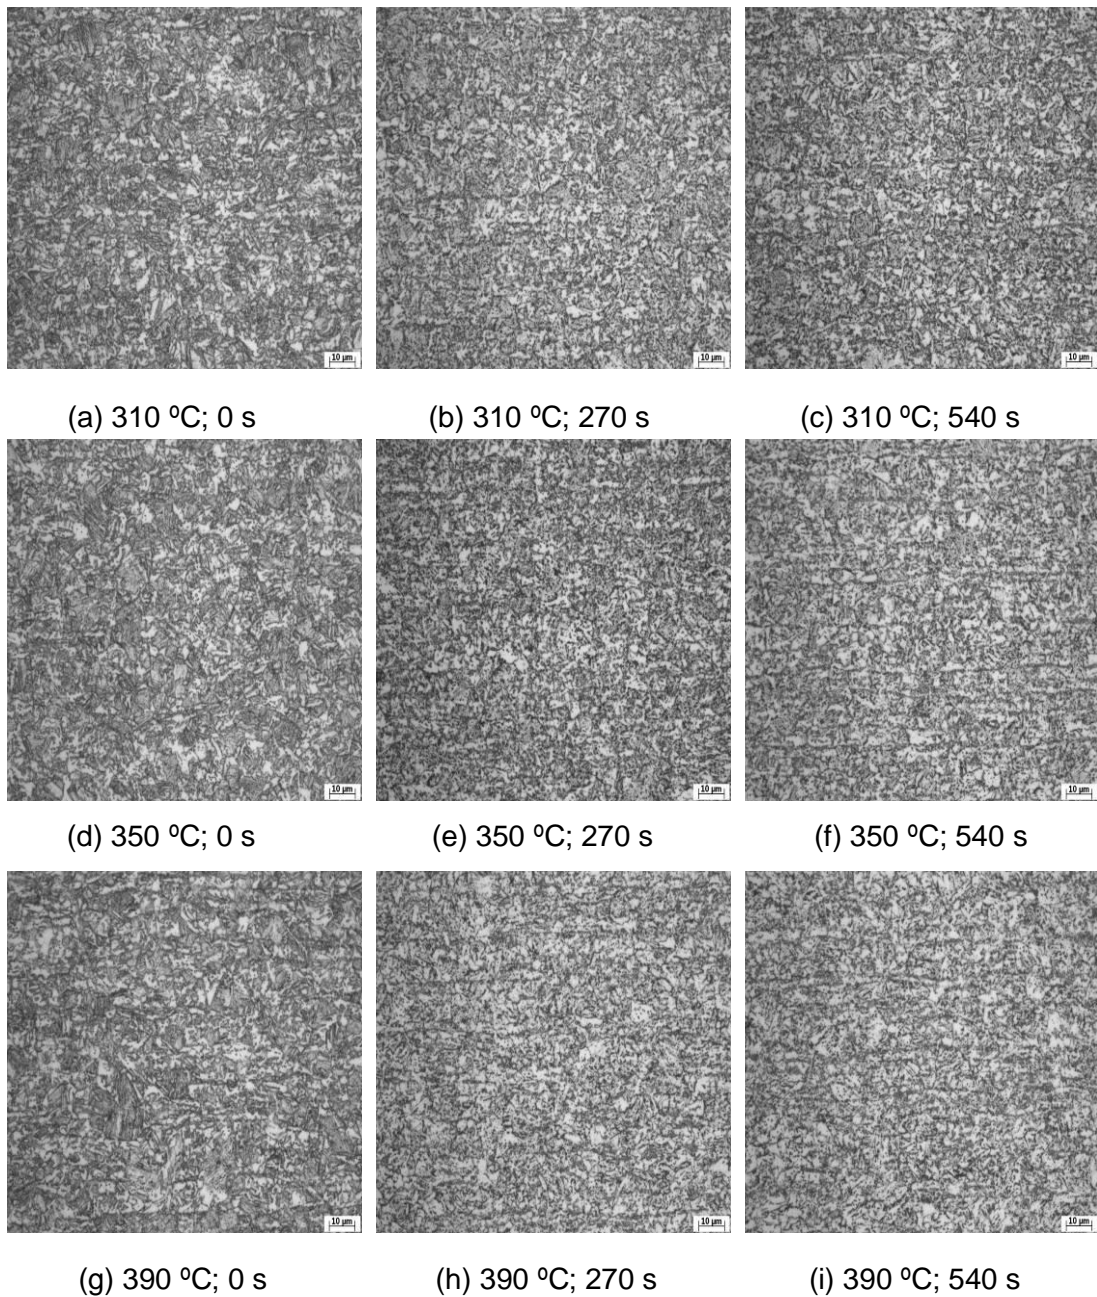 10 µm
10 µm
10 µm
(a) 310 ºC; 0 s
(b) 310 ºC; 270 s
(c) 310 ºC; 540 s
10 µm
10 µm
10 µm
(d) 350 ºC; 0 s
(e) 350 ºC; 270 s
(f) 350 ºC; 540 s
10 µm
10 µm
10 µm
(g) 390 ºC; 0 s
(h) 390 ºC; 270 s
(i) 390 ºC; 540 s